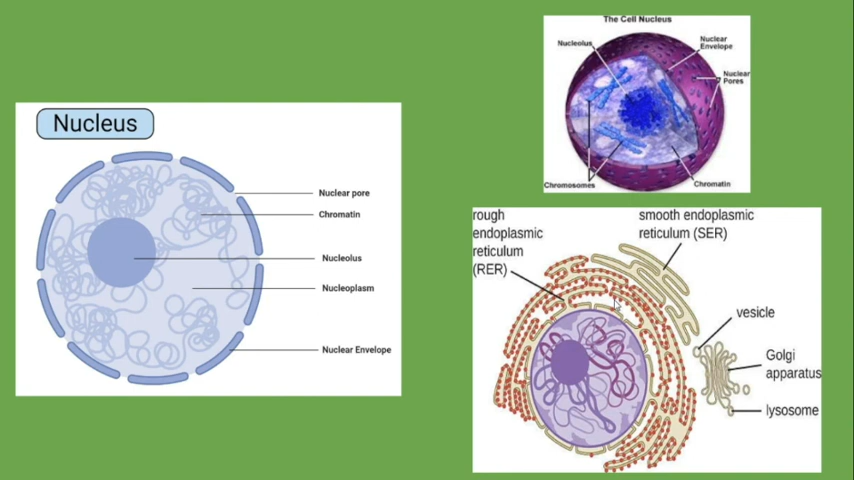 Nucleus
Nuclear pore
Chromatin
Nucleolus
Nucleoplasm
Nuclear Envelope
The Cell Nucleus
Nucleolus
Nuclear
Envelope
Nuclear
Pores
Chromosomes
Chromatin
rough
endoplasmic
reticulum
(RER)
smooth endoplasmic
reticulum (SER)
vesicle
Golgi
apparatus
lysosome